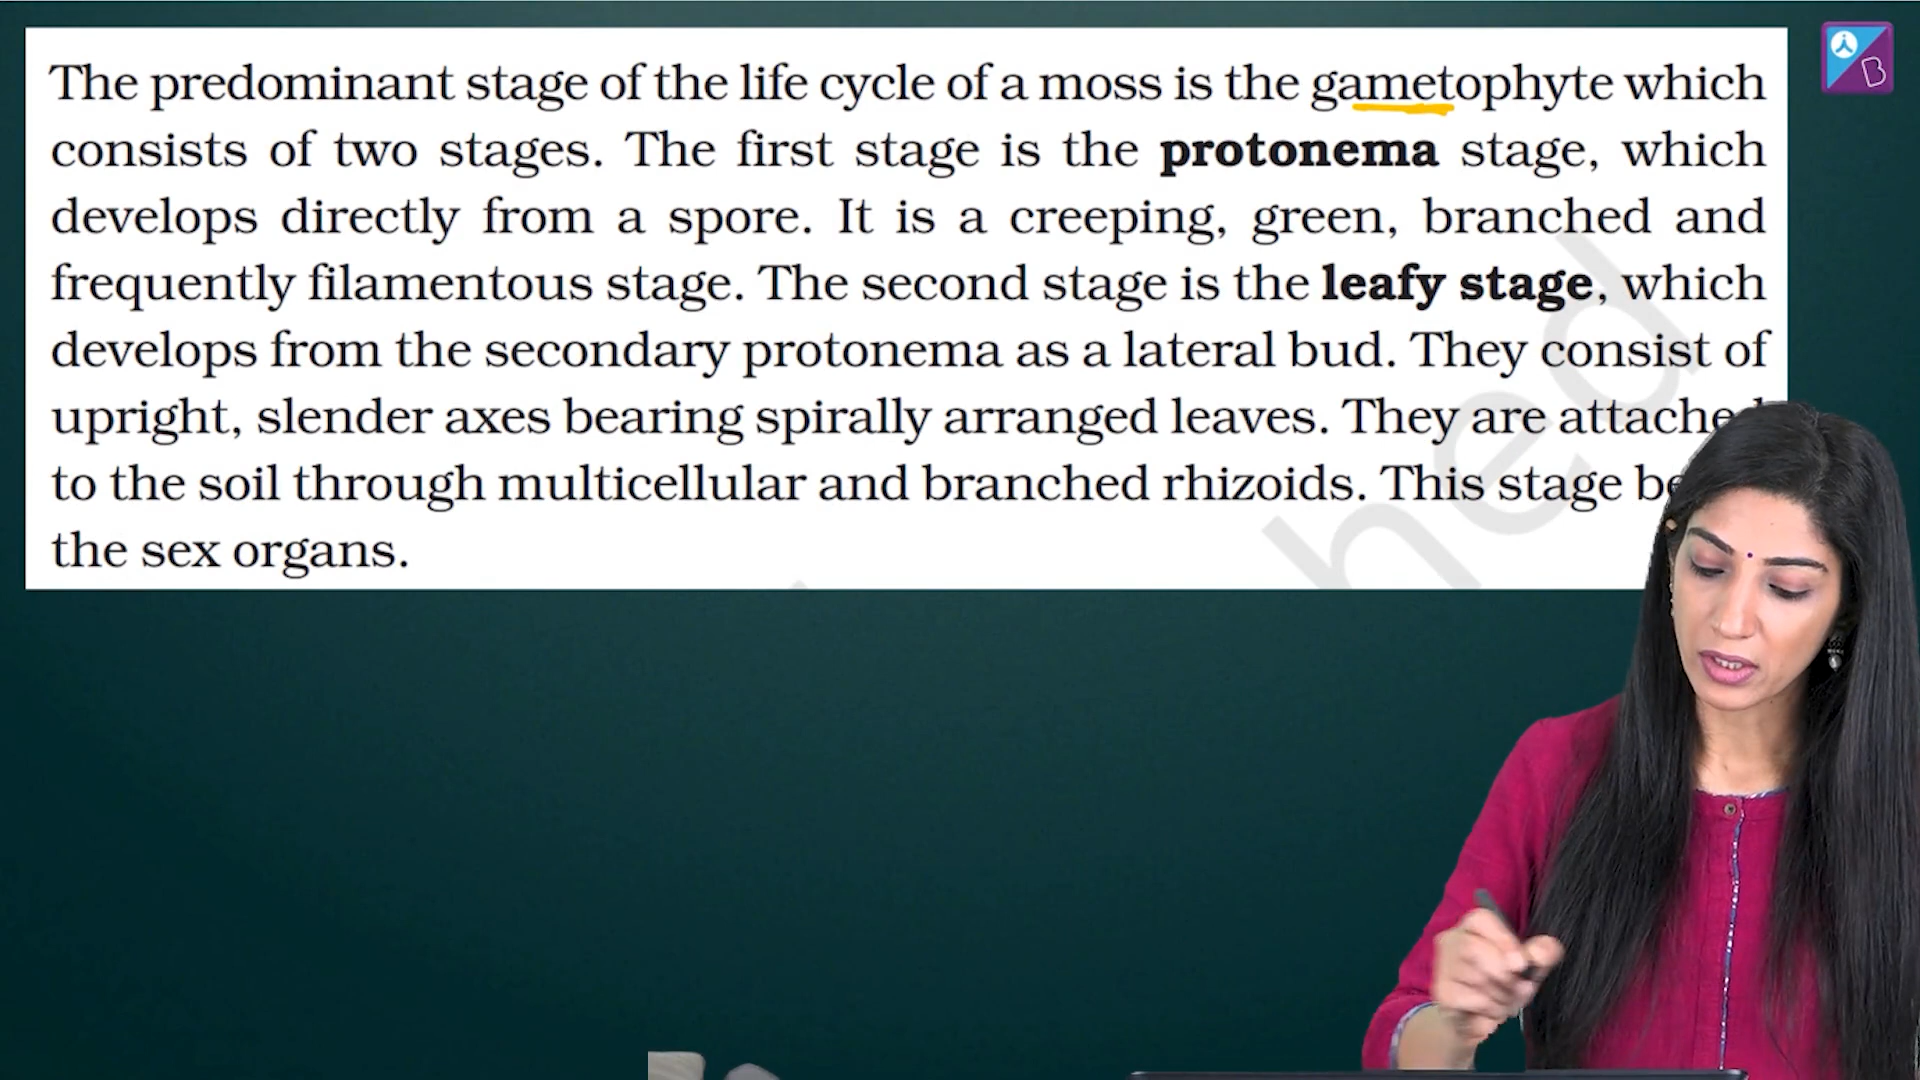 The predominant stage of the life cycle of a moss is the gametophyte which
consists of two stages. The first stage is the protonema stage, which
develops directly from a spore. It is a creeping, green, branched and
frequently filamentous stage. The second stage is the leafy stage, which
develops from the secondary protonema as a lateral bud. They consist of
upright, slender axes bearing spirally arranged leaves. They are attached
to the soil through multicellular and branched rhizoids. This stage
the sex organs.
B
hed